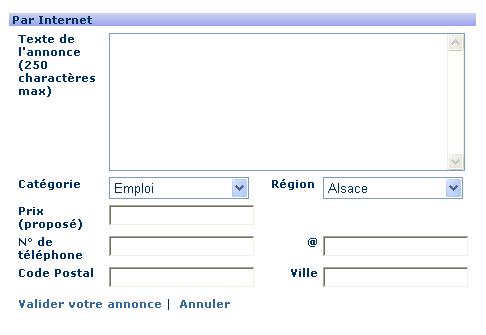 Par Internet
Texte de
l'annonce
(250
charactères
max)
Catégorie Emploi Région Alsace
Prix
(proposé)
N° de @
téléphone
Code Postal Ville
Valider votre annonce | Annuler